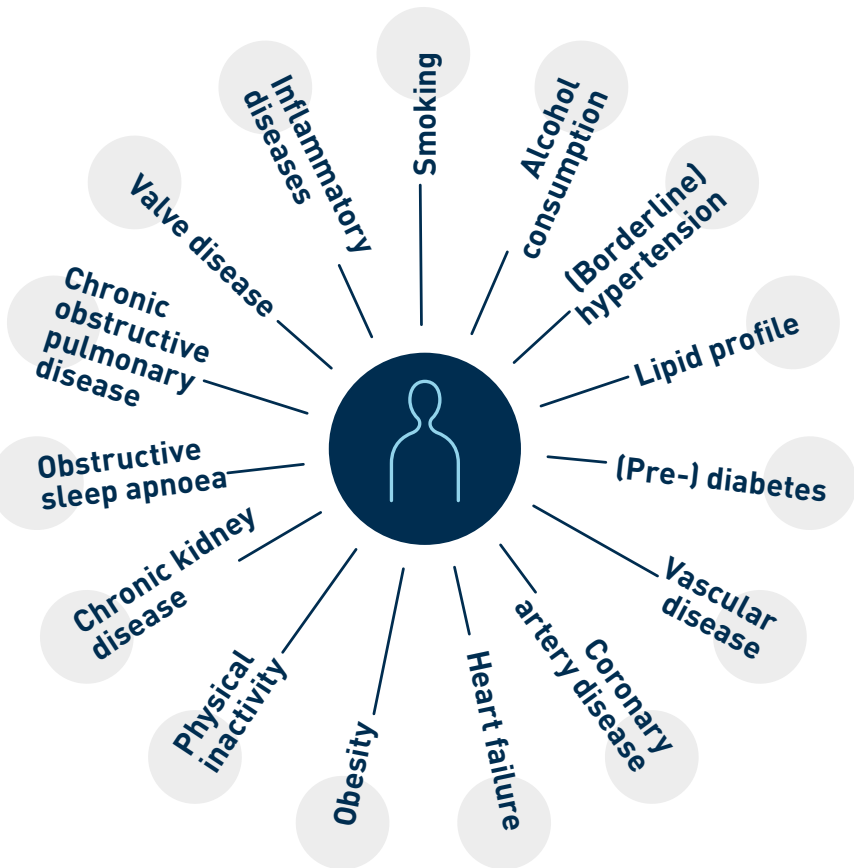 Smoking
Alcohol
consumption
(Borderline)
hypertension
Lipid profile
(Pre-) diabetes
Vascular
disease
Coronary
artery disease
Heart failure
Obesity
Physical
inactivity
Chronic kidney
disease
Obstructive
sleep apnoea
Chronic
obstructive
pulmonary
disease
Valve disease
Inflammatory
diseases